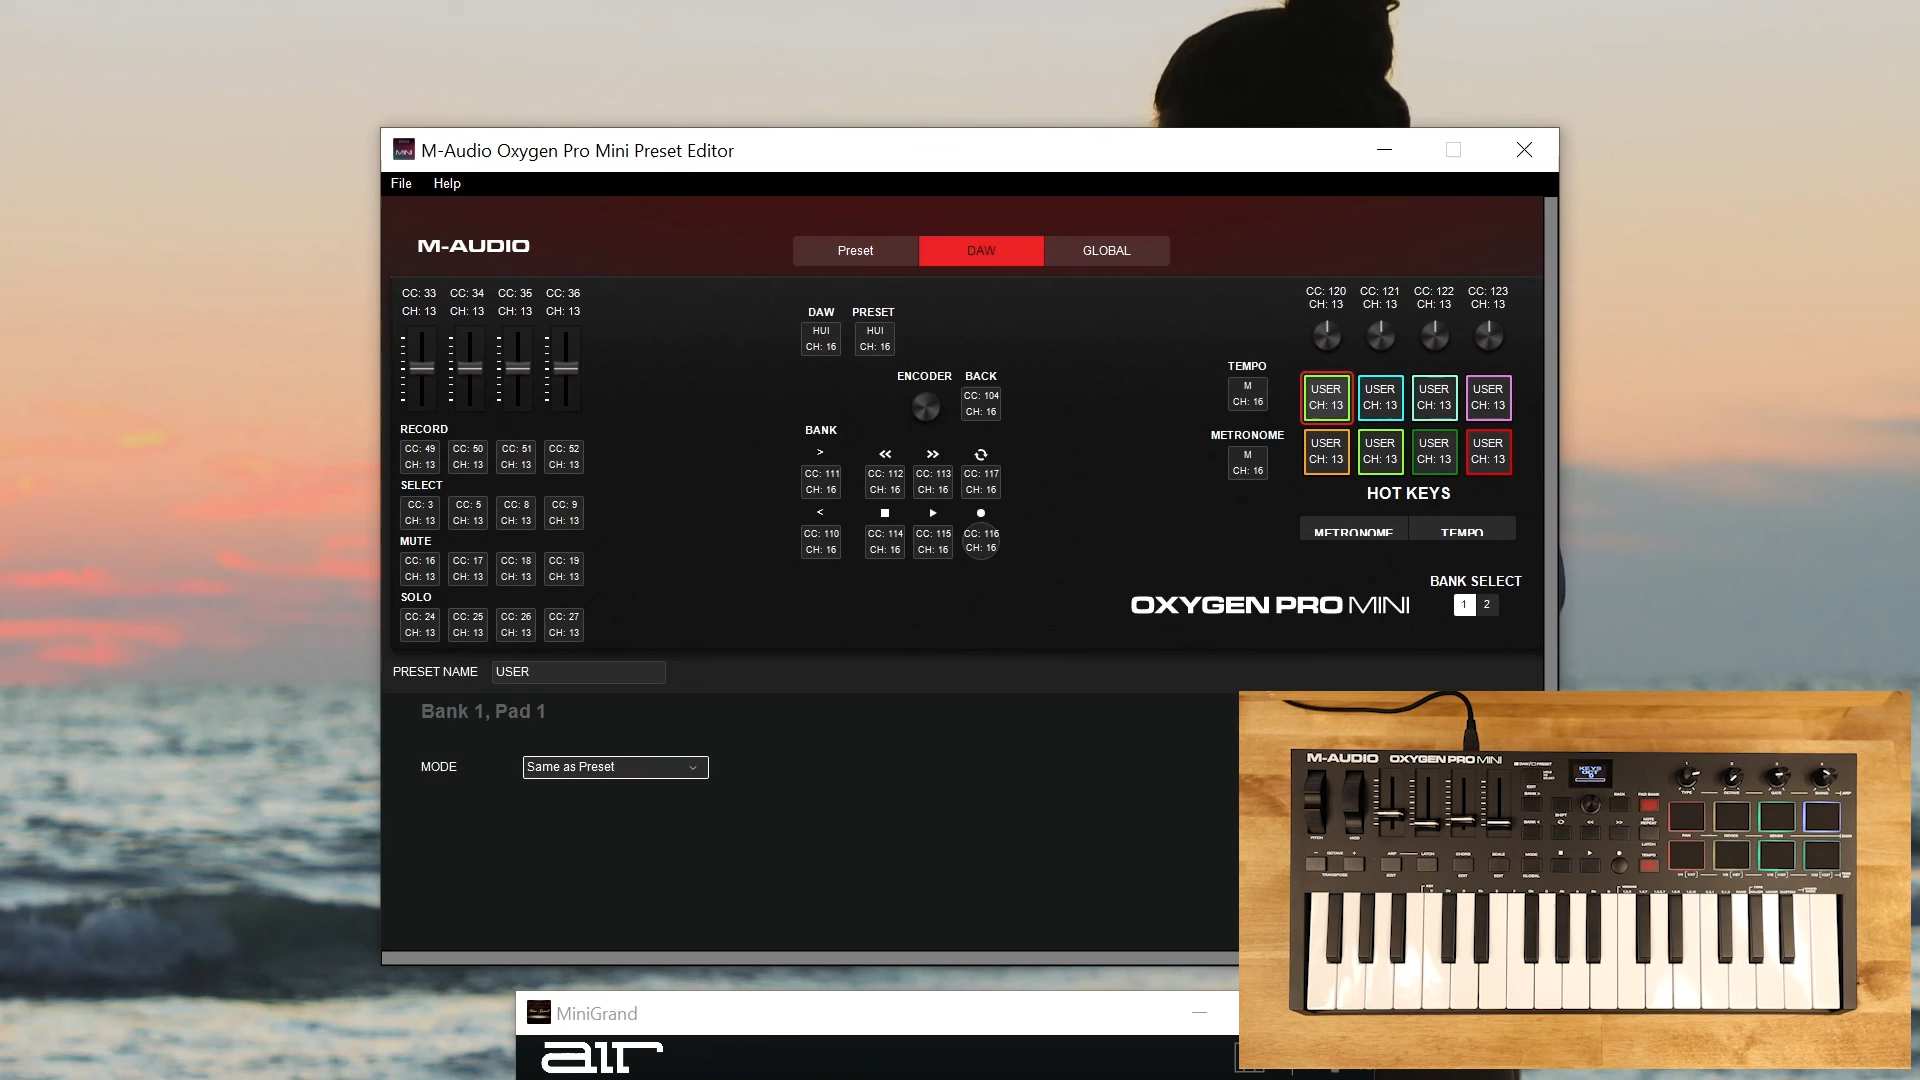 M-Audio Oxygen Pro Mini Preset Editor
File Help
M-AUDIO
Preset DAW GLOBAL
CC: 33 CC: 34 CC: 35 CC: 36
CH: 13 CH: 13 CH: 13 CH: 13
RECORD
CC: 49 CC: 50 CC: 51 CC: 52
CH: 13 CH: 13 CH: 13 CH: 13
SELECT
CC: 3 CC: 5 CC: 8 CC: 9
CH: 13 CH: 13 CH: 13 CH: 13
MUTE
CC: 16 CC: 17 CC: 18 CC: 19
CH: 13 CH: 13 CH: 13 CH: 13
SOLO
CC: 24 CC: 25 CC: 26 CC: 27
CH: 13 CH: 13 CH: 13 CH: 13
DAW PRESET
HUI HUI
CH: 16 CH: 16
ENCODER BACK
CC: 104
CH: 16
BANK
>
CC: 111 CC: 112 CC: 113 CC: 117
CH: 16 CH: 16 CH: 16 CH: 16
<
CC: 110 CC: 114 CC: 115 CC: 116
CH: 16 CH: 16 CH: 16 CH: 16
CC: 120 CC: 121 CC: 122 CC: 123
CH: 13 CH: 13 CH: 13 CH: 13
TEMPO
M
CH: 16
METRONOME
M
CH: 16
USER USER USER USER
CH: 13 CH: 13 CH: 13 CH: 13
USER USER USER USER
CH: 13 CH: 13 CH: 13 CH: 13
HOT KEYS
METRONOME TEMPO
BANK SELECT
1 2
OXYGEN PRO MINI
PRESET NAME USER
Bank 1, Pad 1
MODE Same as Preset
MiniGrand
air
M-AUDIO OXYGEN PRO MINI
KEYS
OCT
0